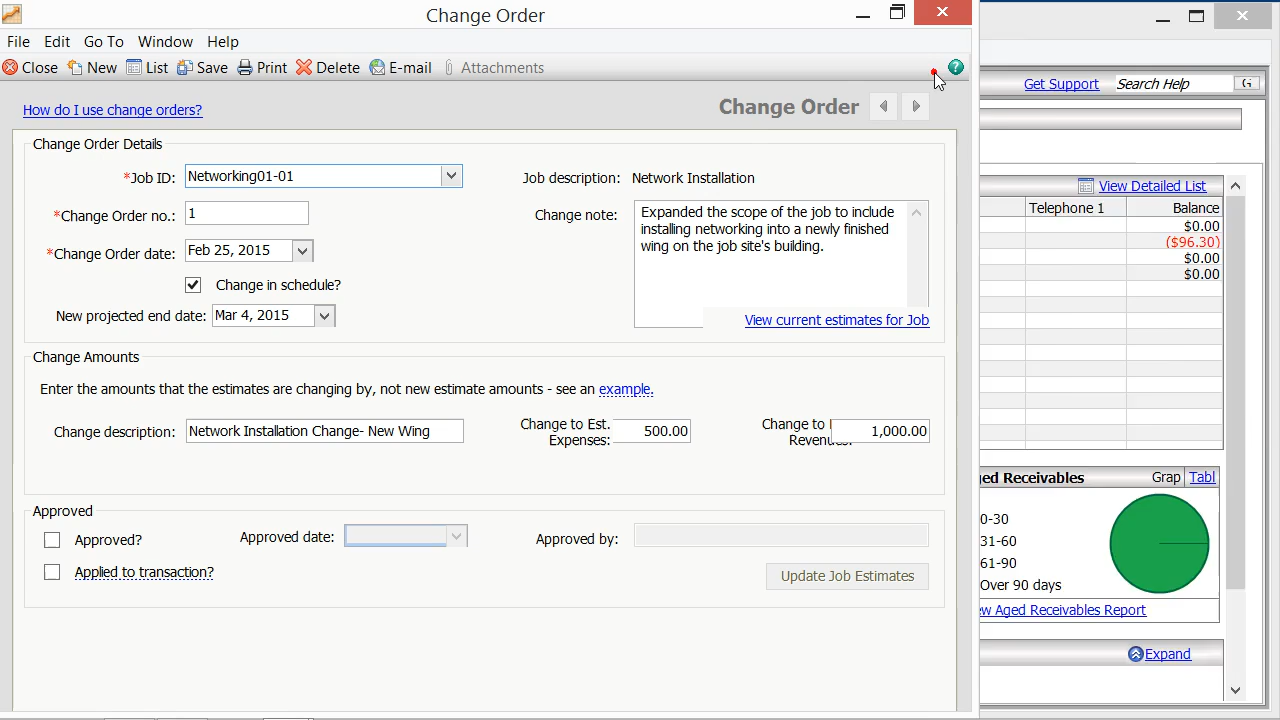 Change Order
File Edit Go To Window Help
Close New List Save Print Delete E-mail Attachments
How do I use change orders?
Change Order
Change Order Details
*Job ID: Networking01-01
Job description: Network Installation
*Change Order no.: 1
Change note: Expanded the scope of the job to include
installing networking into a newly finished
wing on the job site's building.
*Change Order date: Feb 25, 2015
Change in schedule?
New projected end date: Mar 4, 2015
View current estimates for Job
Change Amounts
Enter the amounts that the estimates are changing by, not new estimate amounts - see an example.
Change description: Network Installation Change- New Wing
Change to Est.
Expenses: 500.00
Change to
Revenues: 1,000.00
Approved
Approved? Approved date: Approved by:
Applied to transaction?
Update Job Estimates
Get Support Search Help
View Detailed List
Telephone 1 Balance
$0.00
($96.30)
$0.00
$0.00
ed Receivables Grap Tabl
0-30
31-60
61-90
Over 90 days
w Aged Receivables Report
Expand